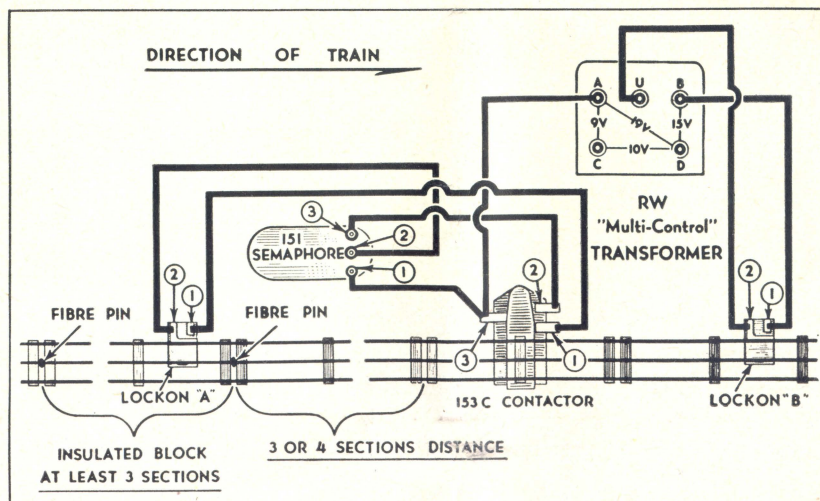 DIRECTION OF TRAIN
A U B
9V 19V 15V
C 10V D
RW
"Multi-Control"
TRANSFORMER
3
151
SEMAPHORE
2
1
2 1
FIBRE PIN
FIBRE PIN
LOCKON "A"
2
3
1
153 C CONTACTOR
2 1
LOCKON "B"
INSULATED BLOCK
AT LEAST 3 SECTIONS
3 OR 4 SECTIONS DISTANCE